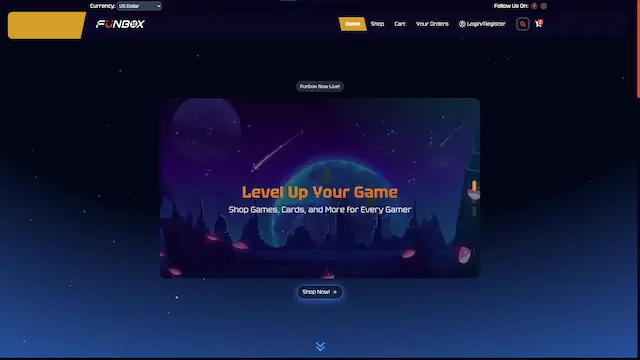 Currency: US Dollar
Follow Us On:
FUNBOX
Home Shop Cart Your Orders Login/Register
Funbox Now Live!
Level Up Your Game
Shop Games, Cards, and More for Every Gamer
Shop Now! →